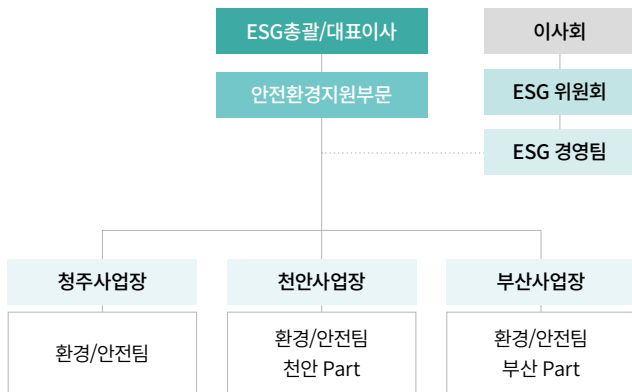 ESG총괄/대표이사
이사회
안전환경지원부문
ESG 위원회
ESG 경영팀
청주사업장
천안사업장
부산사업장
환경/안전팀
환경/안전팀
천안 Part
환경/안전팀
부산 Part